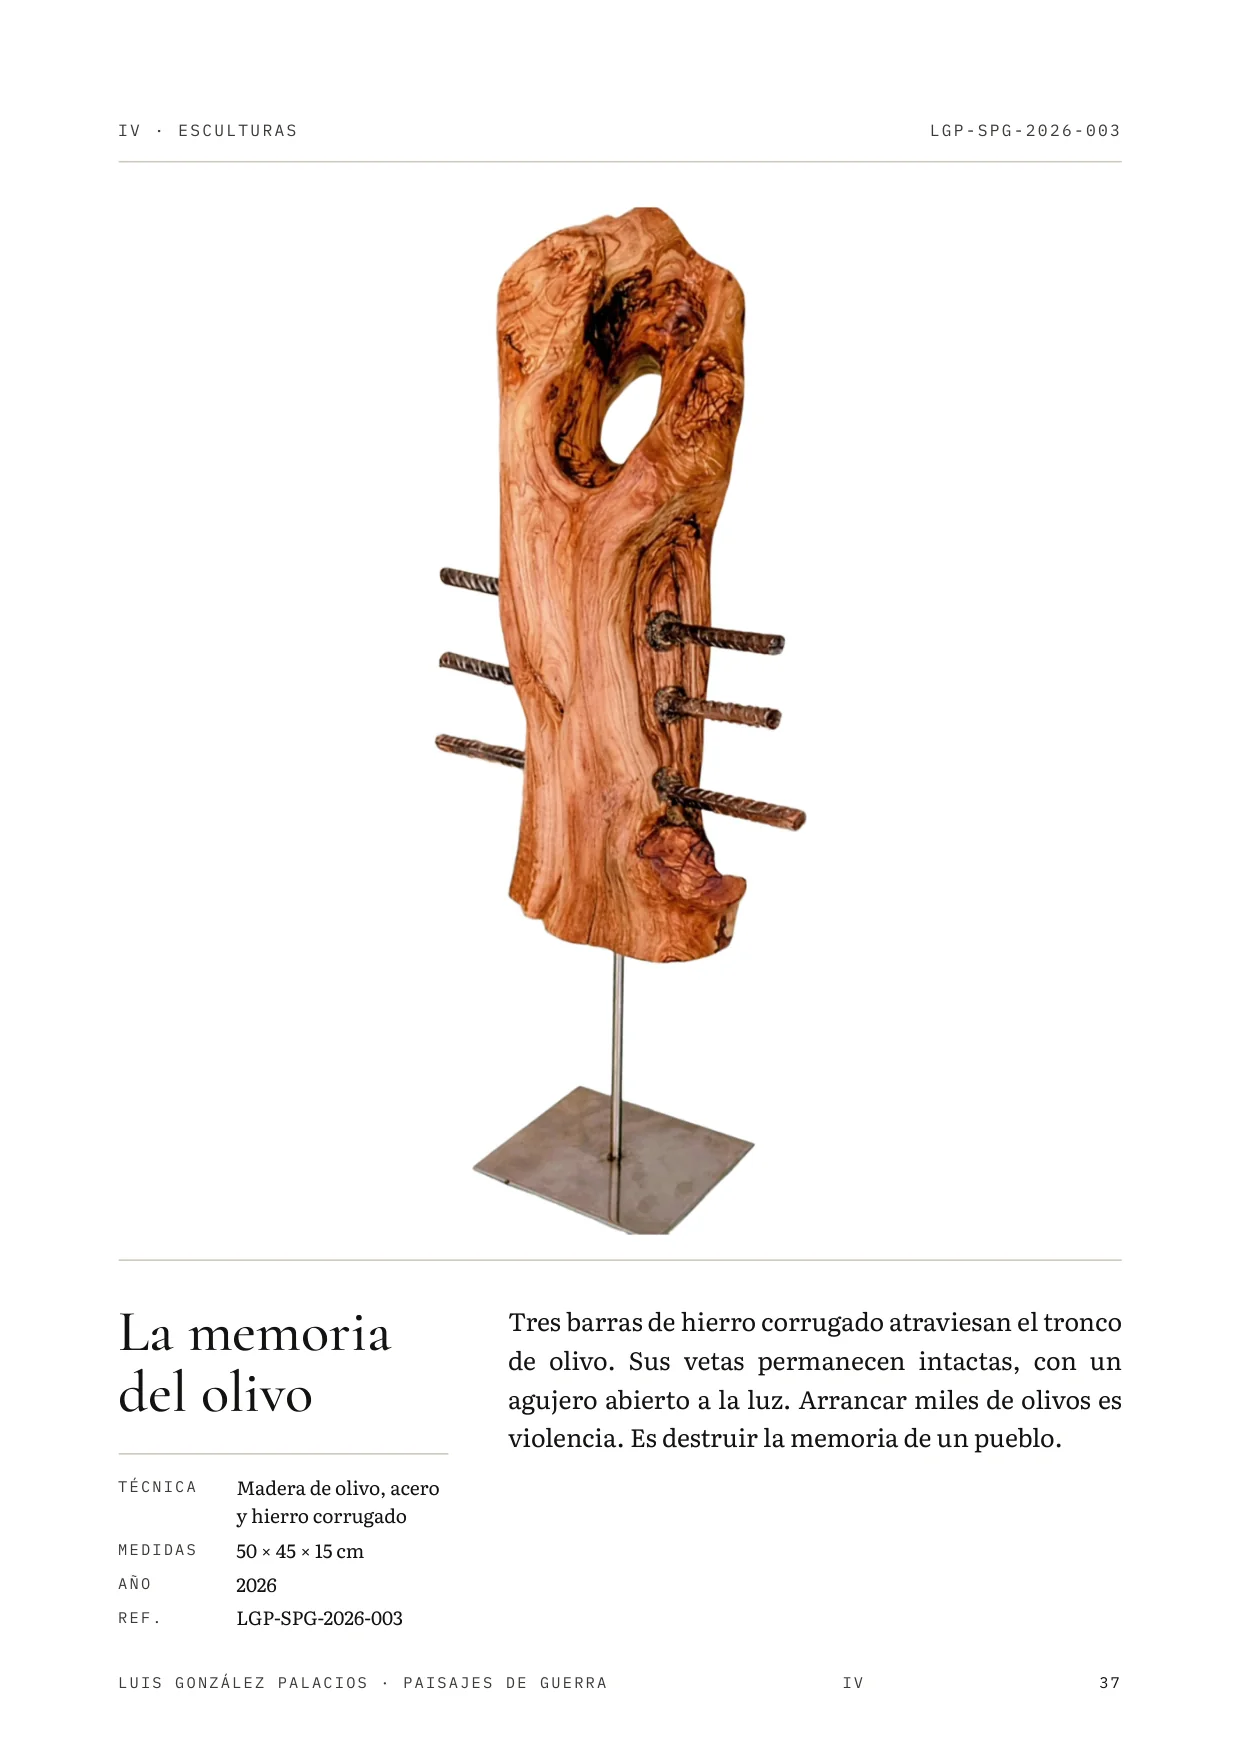 IV · ESCULTURAS
LGP-SPG-2026-003
La memoria
del olivo
Tres barras de hierro corrugado atraviesan el tronco
de olivo. Sus vetas permanecen intactas, con un
agujero abierto a la luz. Arrancar miles de olivos es
violencia. Es destruir la memoria de un pueblo.
TÉCNICA Madera de olivo, acero
y hierro corrugado
MEDIDAS 50 × 45 × 15 cm
AÑO 2026
REF. LGP-SPG-2026-003
LUIS GONZÁLEZ PALACIOS · PAISAJES DE GUERRA IV 37